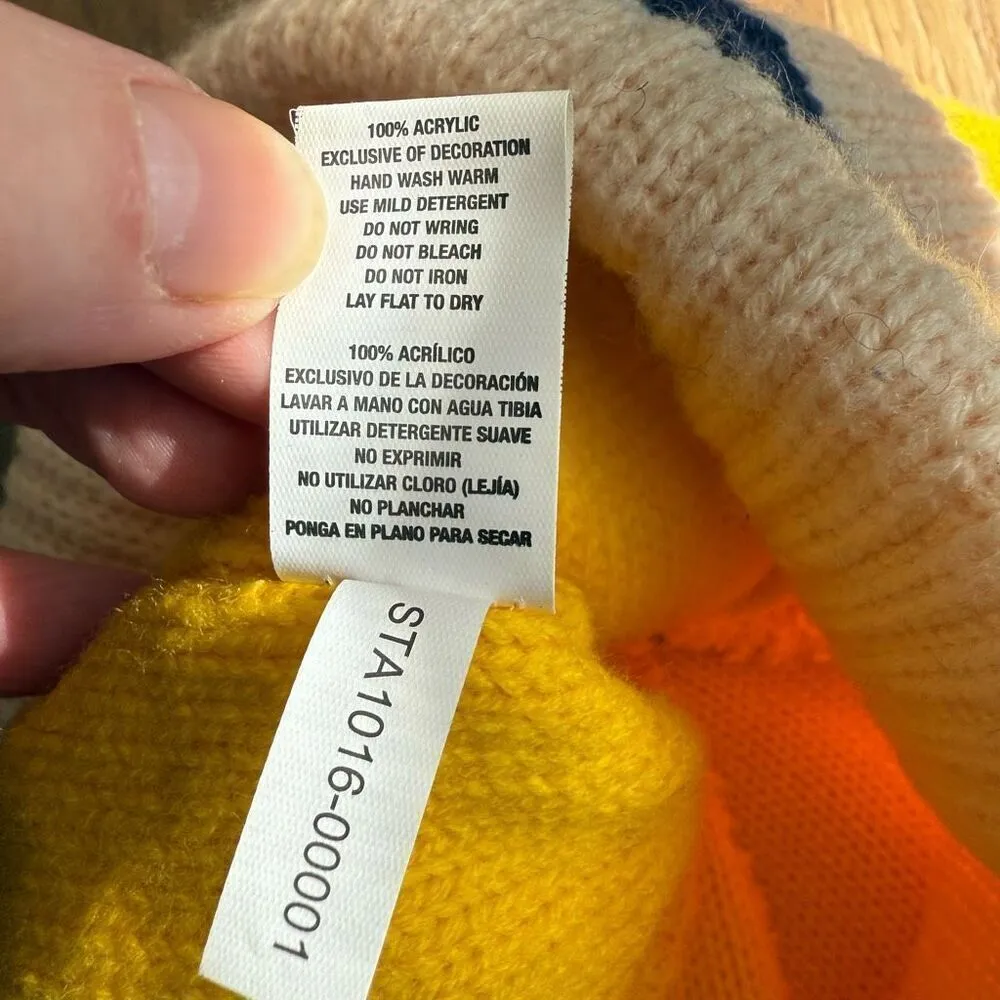 100% ACRYLIC
EXCLUSIVE OF DECORATION
HAND WASH WARM
USE MILD DETERGENT
DO NOT WRING
DO NOT BLEACH
DO NOT IRON
LAY FLAT TO DRY
100% ACRÍLICO
EXCLUSIVO DE LA DECORACIÓN
LAVAR A MANO CON AGUA TIBIA
UTILIZAR DETERGENTE SUAVE
NO EXPRIMIR
NO UTILIZAR CLORO (LEJÍA)
NO PLANCHAR
PONGA EN PLANO PARA SECAR
STA1016-00001